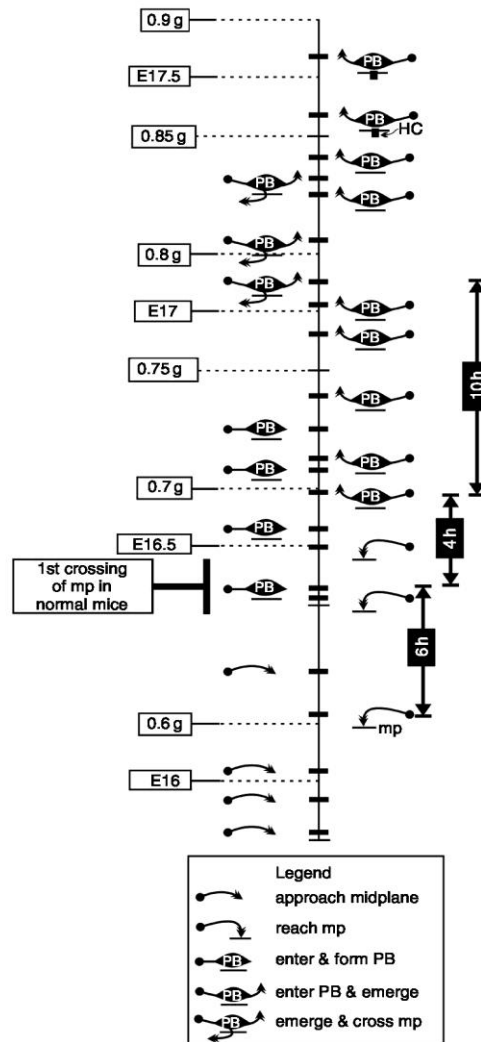 0.9 g
PB
E17.5
PB
HC
0.85 g
PB
PB
PB
PB
0.8 g
PB
E17
PB
PB
0.75 g
10h
PB
PB
PB
PB
0.7 g
PB
PB
E16.5
4h
1st crossing
of mp in
normal mice
PB
6h
0.6 g
mp
E16
Legend
approach midplane
reach mp
PB enter & form PB
PB enter PB & emerge
PB emerge & cross mp